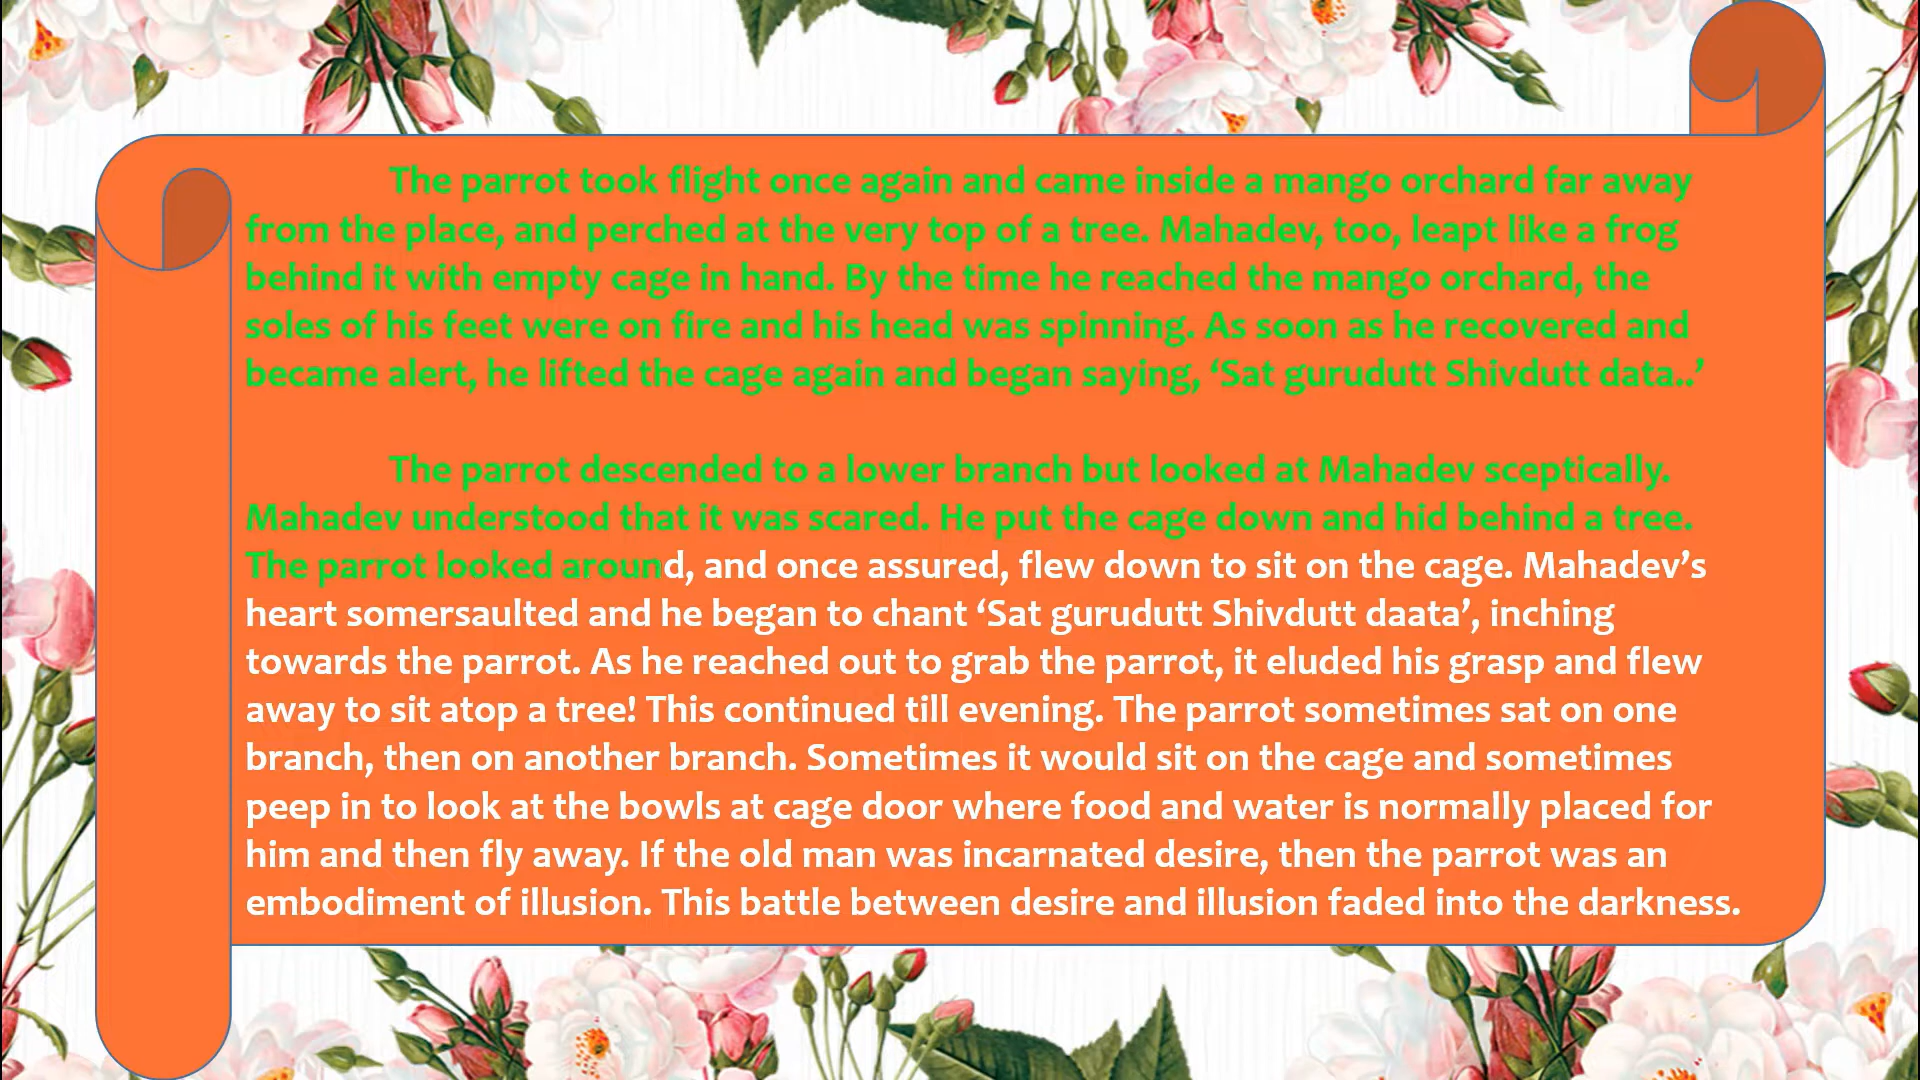 The parrot took flight once again and came inside a mango orchard far away
from the place, and perched at the very top of a tree. Mahadev, too, leapt like a frog
behind it with empty cage in hand. By the time he reached the mango orchard, the
soles of his feet were on fire and his head was spinning. As soon as he recovered and
became alert, he lifted the cage again and began saying, ‘Sat gurudutt Shivdutt data..’
The parrot descended to a lower branch but looked at Mahadev sceptically.
Mahadev understood that it was scared. He put the cage down and hid behind a tree.
The parrot looked around, and once assured, flew down to sit on the cage. Mahadev’s
heart somersaulted and he began to chant ‘Sat gurudutt Shivdutt daata’, inching
towards the parrot. As he reached out to grab the parrot, it eluded his grasp and flew
away to sit atop a tree! This continued till evening. The parrot sometimes sat on one
branch, then on another branch. Sometimes it would sit on the cage and sometimes
peep in to look at the bowls at cage door where food and water is normally placed for
him and then fly away. If the old man was incarnated desire, then the parrot was an
embodiment of illusion. This battle between desire and illusion faded into the darkness.